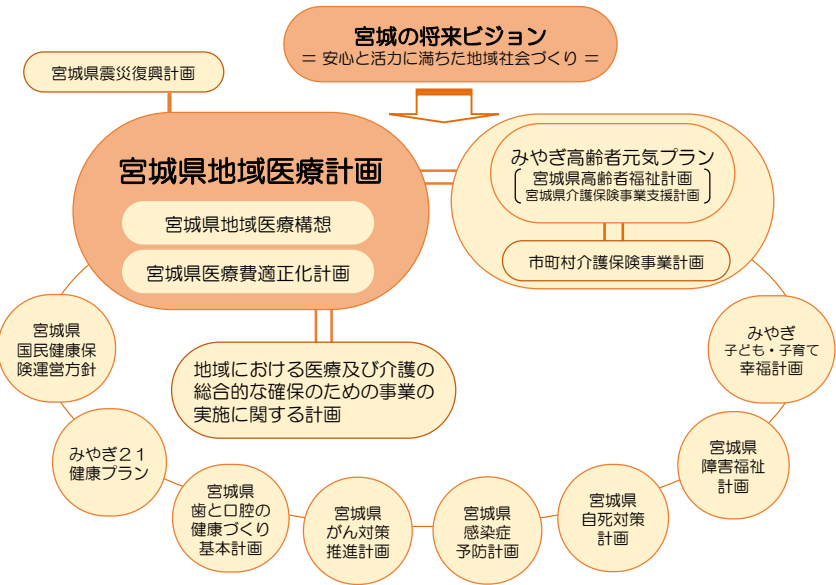 宮城の将来ビジョン
= 安心と活力に満ちた地域社会づくり =
宮城県震災復興計画
宮城県地域医療計画
宮城県地域医療構想
宮城県医療費適正化計画
みやぎ高齢者元気プラン
宮城県高齢者福祉計画
宮城県介護保険事業支援計画
市町村介護保険事業計画
地域における医療及び介護の
総合的な確保のための事業の
実施に関する計画
宮城県
国民健康保
険運営方針
みやぎ21
健康プラン
宮城県
歯と口腔の
健康づくり
基本計画
宮城県
がん対策
推進計画
宮城県
感染症
予防計画
宮城県
自死対策
計画
宮城県
障害福祉
計画
みやぎ
子ども・子育て
幸福計画